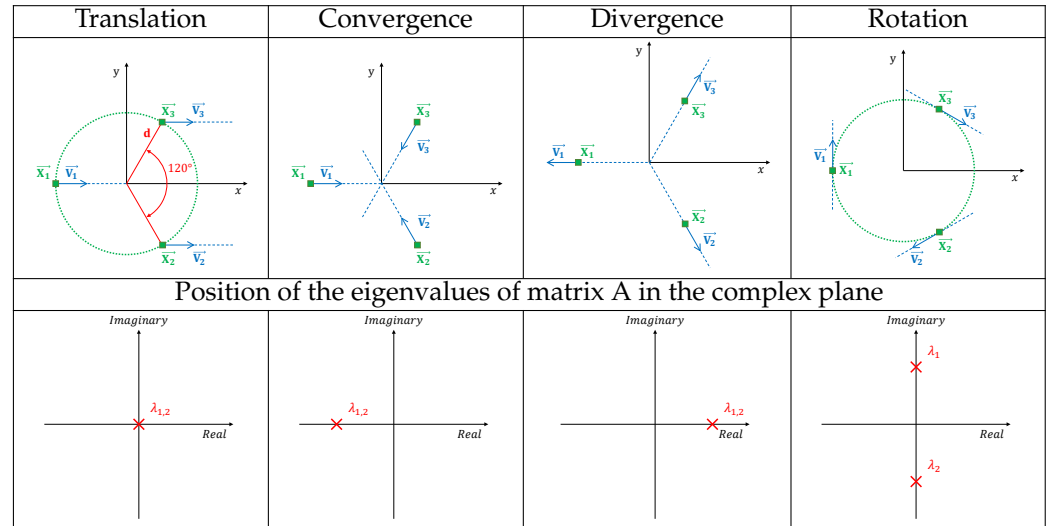 Translation
Convergence
Divergence
Rotation
y
X₃
V₃
d
120°
X₁
V₁
x
X₂
V₂
y
X₃
V₃
X₁
V₁
x
V₂
X₂
y
V₃
X₃
V₁
X₁
x
X₂
V₂
y
X₃
V₃
V₁
X₁
x
X₂
V₂
Position of the eigenvalues of matrix A in the complex plane
Imaginary
λ₁,₂
Real
Imaginary
λ₁,₂
Real
Imaginary
λ₁,₂
Real
Imaginary
λ₁
Real
λ₂